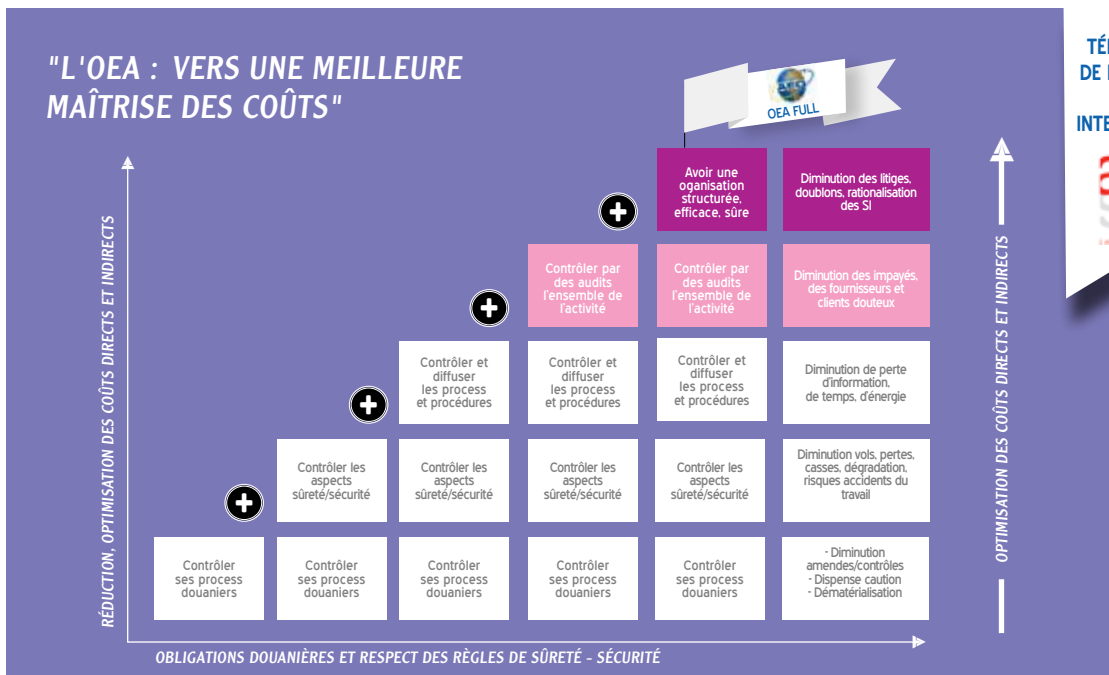 "L'OEA : VERS UNE MEILLEURE
MAÎTRISE DES COÛTS"
OEA FULL
RÉDUCTION, OPTIMISATION DES COÛTS DIRECTS ET INDIRECTS
Avoir une
oganisation
structurée,
efficace, sûre
Diminution des litiges,
doublons, rationalisation
des SI
Contrôler par
des audits
l'ensemble de
l'activité
Contrôler par
des audits
l'ensemble de
l'activité
Diminution des impayés,
des fournisseurs et
clients douteux
Contrôler et
diffuser
les process
et procédures
Contrôler et
diffuser
les process
et procédures
Contrôler et
diffuser
les process
et procédures
Diminution de perte
d'information,
de temps, d'énergie
Contrôler les
aspects
sûreté/sécurité
Contrôler les
aspects
sûreté/sécurité
Contrôler les
aspects
sûreté/sécurité
Contrôler les
aspects
sûreté/sécurité
Diminution vols, pertes,
casses, dégradation,
risques accidents du
travail
Contrôler
ses process
douaniers
Contrôler
ses process
douaniers
Contrôler
ses process
douaniers
Contrôler
ses process
douaniers
Contrôler
ses process
douaniers
- Diminution
amendes/contrôles
- Dispense caution
- Dématérialisation
OBLIGATIONS DOUANIÈRES ET RESPECT DES RÈGLES DE SÛRETÉ - SÉCURITÉ
OPTIMISATION DES COÛTS DIRECTS ET INDIRECTS
DE